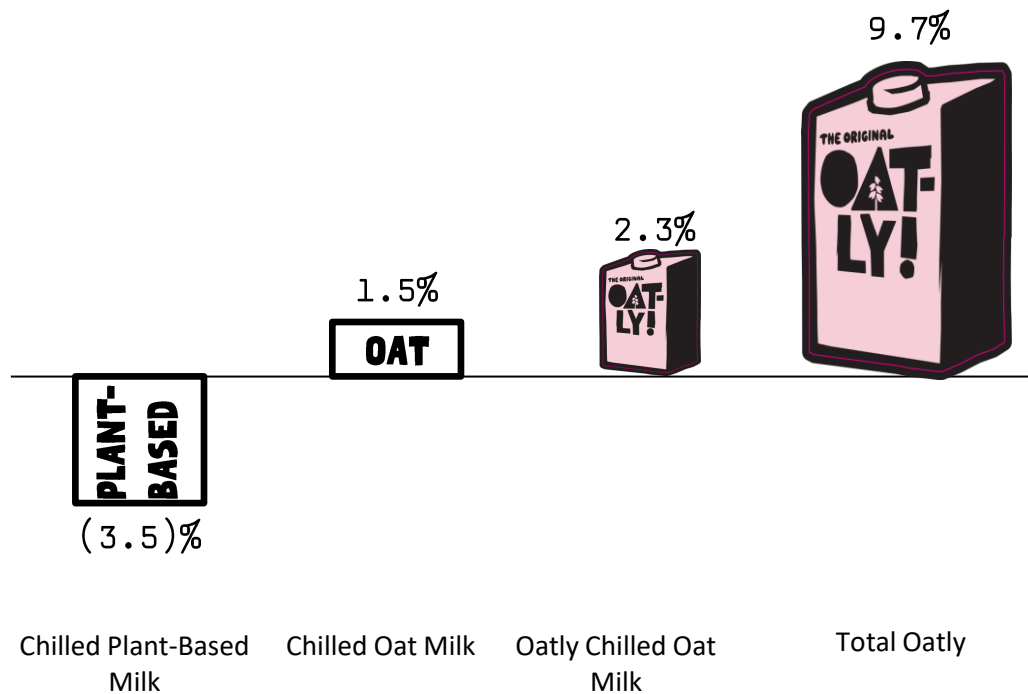 9.7%
THE ORIGINAL
OAT-
LY!
2.3%
THE ORIGINAL
OAT-
LY!
1.5%
OAT
PLANT-
BASED
(3.5)%
Chilled Plant-Based
Milk
Chilled Oat Milk
Oatly Chilled Oat
Milk
Total Oatly